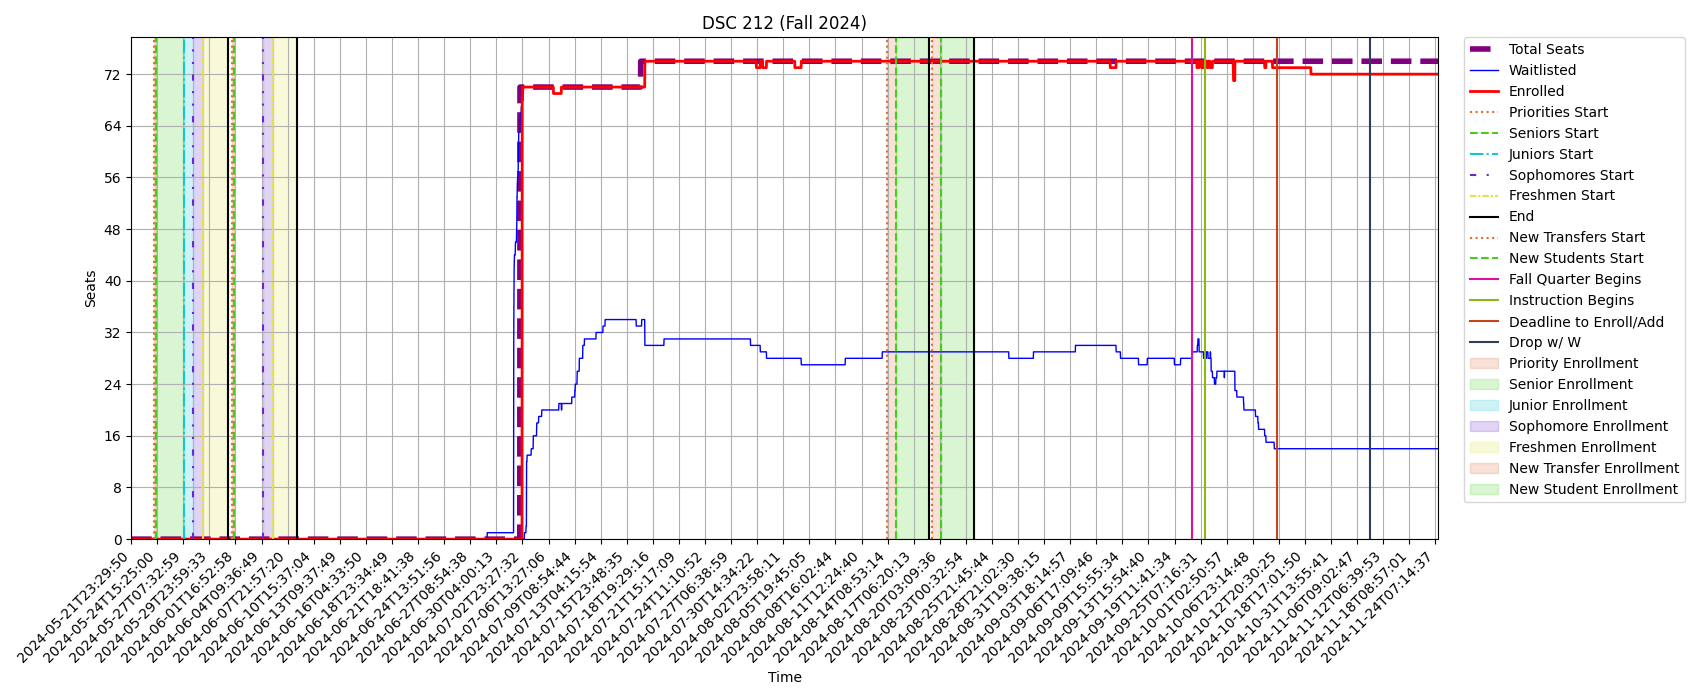 DSC 212 (Fall 2024)
Seats
72
64
56
48
40
32
24
16
8
0
2024-05-21T23:29:50
2024-05-24T15:25:00
2024-05-27T07:32:59
2024-05-29T23:59:33
2024-06-01T16:52:58
2024-06-04T09:36:49
2024-06-07T21:57:20
2024-06-10T15:37:04
2024-06-13T09:37:49
2024-06-16T04:33:50
2024-06-18T23:34:49
2024-06-21T18:41:38
2024-06-24T13:51:56
2024-06-27T08:54:38
2024-06-30T04:00:13
2024-07-02T23:27:32
2024-07-06T13:27:06
2024-07-09T08:54:44
2024-07-13T04:15:54
2024-07-15T23:48:35
2024-07-18T19:29:16
2024-07-21T15:17:09
2024-07-24T11:10:52
2024-07-27T06:38:59
2024-07-30T14:34:22
2024-08-02T23:58:11
2024-08-05T19:45:05
2024-08-08T16:02:44
2024-08-11T12:24:40
2024-08-14T08:53:14
2024-08-17T06:20:13
2024-08-20T03:09:36
2024-08-23T00:32:54
2024-08-25T21:45:44
2024-08-28T21:02:30
2024-08-31T19:38:15
2024-09-03T18:14:57
2024-09-06T17:09:46
2024-09-09T15:55:34
2024-09-13T15:54:40
2024-09-19T11:41:34
2024-09-25T07:16:31
2024-10-01T02:50:57
2024-10-06T23:14:48
2024-10-12T20:30:25
2024-10-18T17:01:50
2024-10-31T13:55:41
2024-11-06T09:02:47
2024-11-12T06:39:53
2024-11-18T08:57:01
2024-11-24T07:14:37
Time
Total Seats
Waitlisted
Enrolled
Priorities Start
Seniors Start
Juniors Start
Sophomores Start
Freshmen Start
End
New Transfers Start
New Students Start
Fall Quarter Begins
Instruction Begins
Deadline to Enroll/Add
Drop w/ W
Priority Enrollment
Senior Enrollment
Junior Enrollment
Sophomore Enrollment
Freshmen Enrollment
New Transfer Enrollment
New Student Enrollment